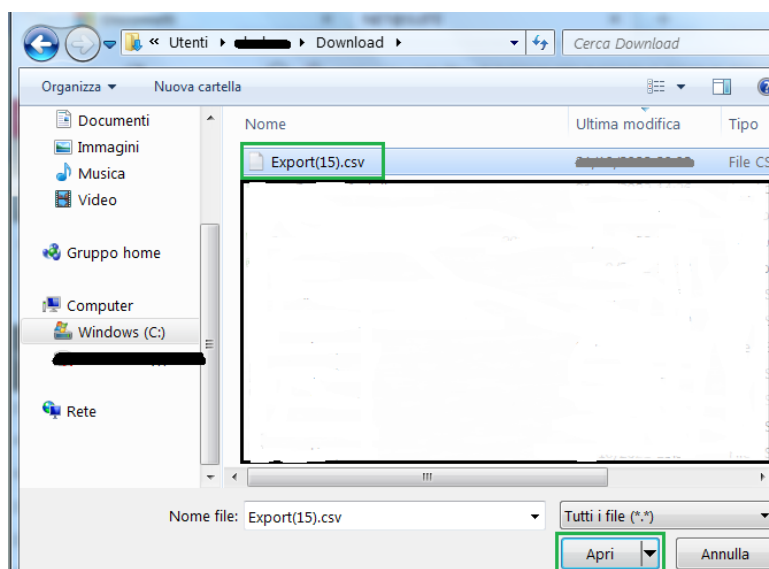 « Utenti
Download
Cerca Download
Organizza
Nuova cartella
Documenti
Immagini
Musica
Video
Gruppo home
Computer
Windows (C:)
Rete
Nome
Ultima modifica
Tipo
Export(15).csv
File CS
Nome file:
Export(15).csv
Tutti i file (*.*)
Apri
Annulla